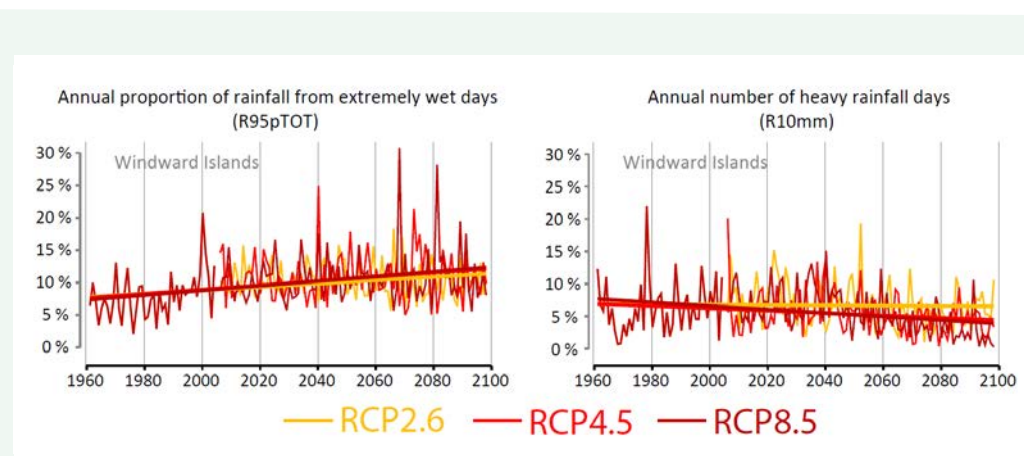 Annual proportion of rainfall from extremely wet days
(R95pTOT)
30 %
25 %
20 %
15 %
10 %
5 %
0 %
Windward Islands
1960 1980 2000 2020 2040 2060 2080 2100
Annual number of heavy rainfall days
(R10mm)
30 %
25 %
20 %
15 %
10 %
5 %
0 %
Windward Islands
1960 1980 2000 2020 2040 2060 2080 2100
RCP2.6 RCP4.5 RCP8.5